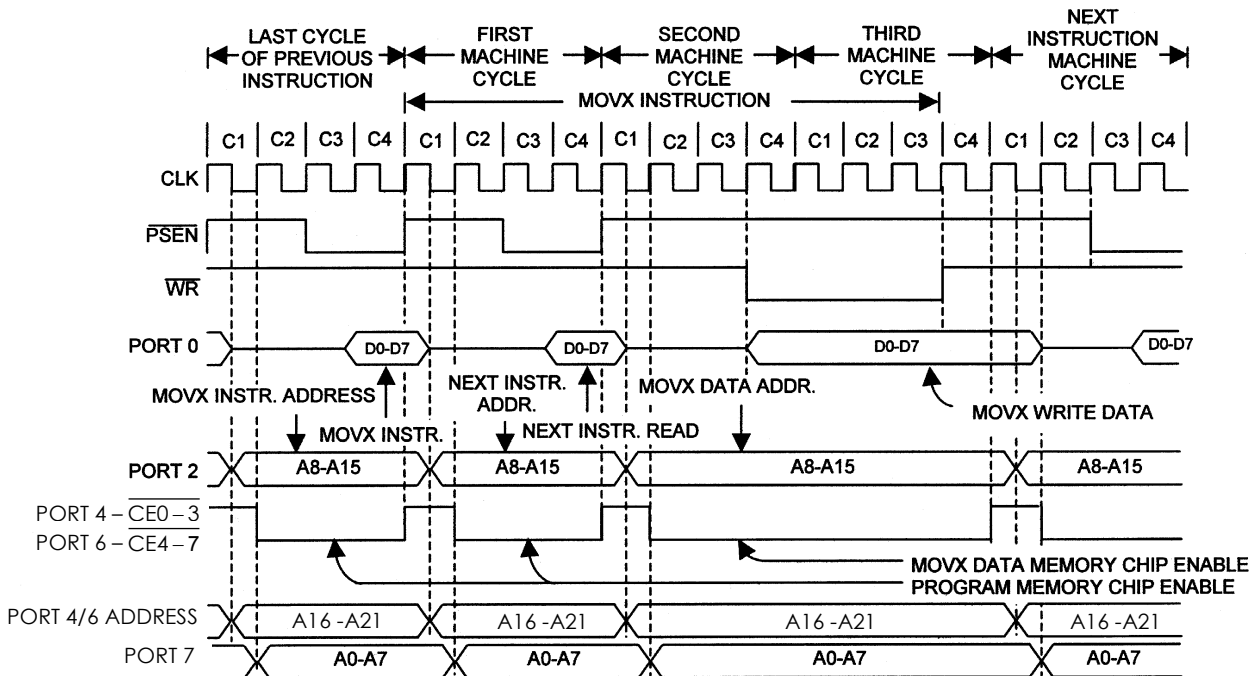 LAST CYCLE OF PREVIOUS INSTRUCTION
FIRST MACHINE CYCLE
SECOND MACHINE CYCLE
THIRD MACHINE CYCLE
NEXT INSTRUCTION MACHINE CYCLE
MOVX INSTRUCTION
C1 C2 C3 C4 C1 C2 C3 C4 C1 C2 C3 C4 C1 C2 C3 C4 C1 C2 C3 C4
CLK
PSEN
WR
PORT 0 D0-D7 D0-D7 D0-D7 D0-D7
MOVX INSTR. ADDRESS
MOVX INSTR.
NEXT INSTR. ADDR.
NEXT INSTR. READ
MOVX DATA ADDR.
MOVX WRITE DATA
PORT 2 A8-A15 A8-A15 A8-A15 A8-A15
PORT 4 – CE0 – 3
PORT 6 – CE4 – 7
MOVX DATA MEMORY CHIP ENABLE
PROGRAM MEMORY CHIP ENABLE
PORT 4/6 ADDRESS A16 -A21 A16 -A21 A16 -A21 A16 -A21
PORT 7 A0-A7 A0-A7 A0-A7 A0-A7